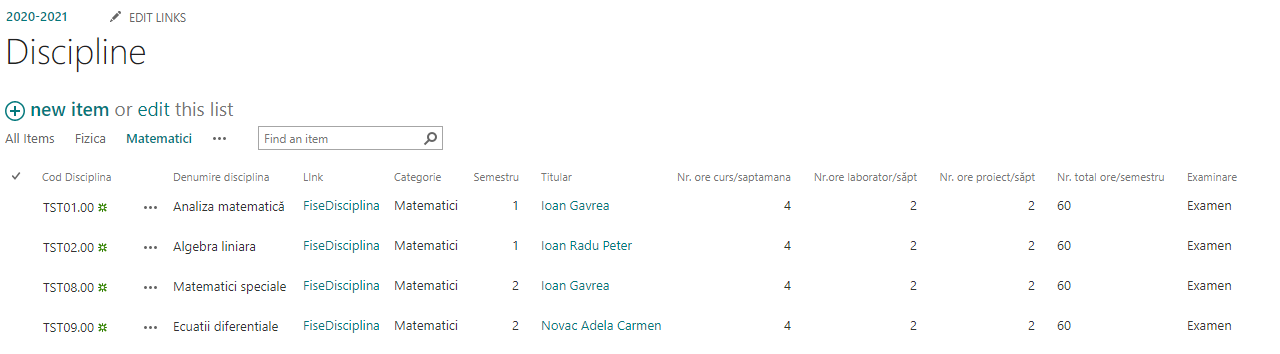 2020-2021 EDIT LINKS
Discipline
new item or edit this list
All Items Fizica Matematici ••• Find an item
Cod Disciplina Denumire disciplina LInk Categorie Semestru Titular Nr. ore curs/saptamana Nr.ore laborator/săpt Nr. ore proiect/săpt Nr. total ore/semestru Examinare
TST01.00 ••• Analiza matematică FiseDisciplina Matematici 1 Ioan Gavrea 4 2 2 60 Examen
TST02.00 ••• Algebra liniara FiseDisciplina Matematici 1 Ioan Radu Peter 4 2 2 60 Examen
TST08.00 ••• Matematici speciale FiseDisciplina Matematici 2 Ioan Gavrea 4 2 2 60 Examen
TST09.00 ••• Ecuatii diferentiale FiseDisciplina Matematici 2 Novac Adela Carmen 4 2 2 60 Examen